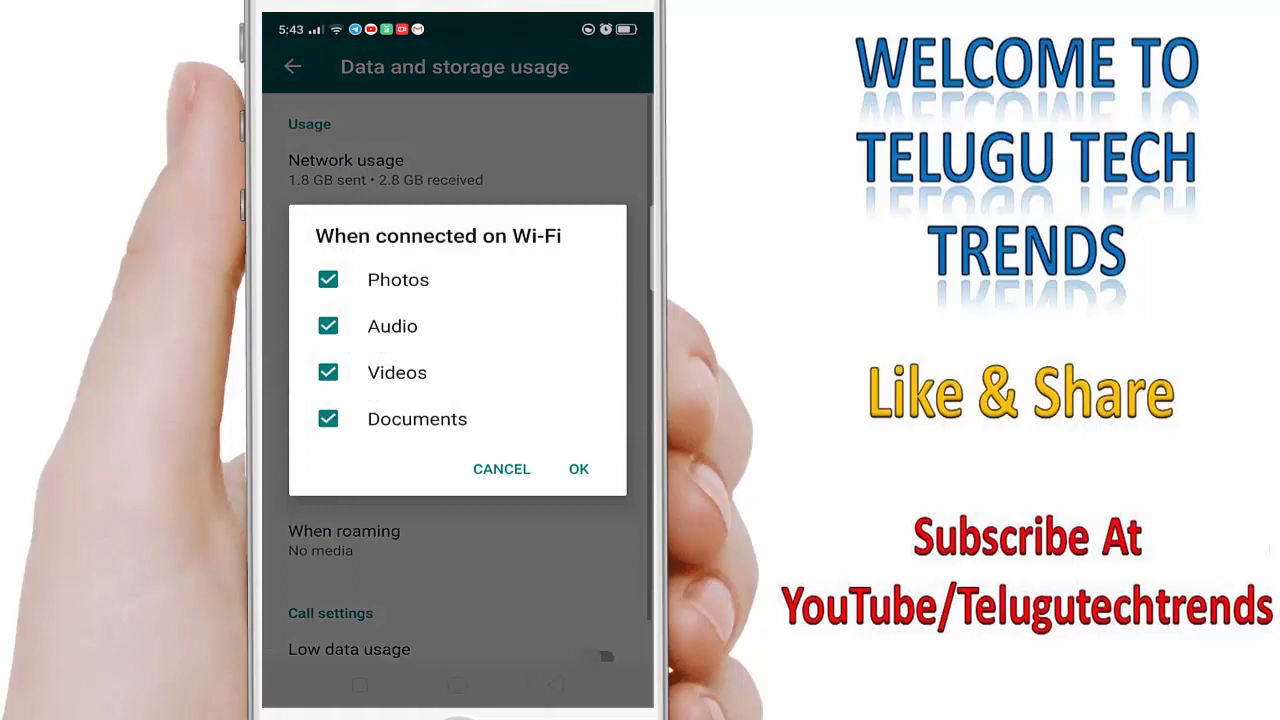 5:43
Data and storage usage
Usage
Network usage
1.8 GB sent • 2.8 GB received
When connected on Wi-Fi
Photos
Audio
Videos
Documents
CANCEL OK
When roaming
No media
Call settings
Low data usage
WELCOME TO
TELUGU TECH
TRENDS
Like & Share
Subscribe At
YouTube/Telugutechtrends